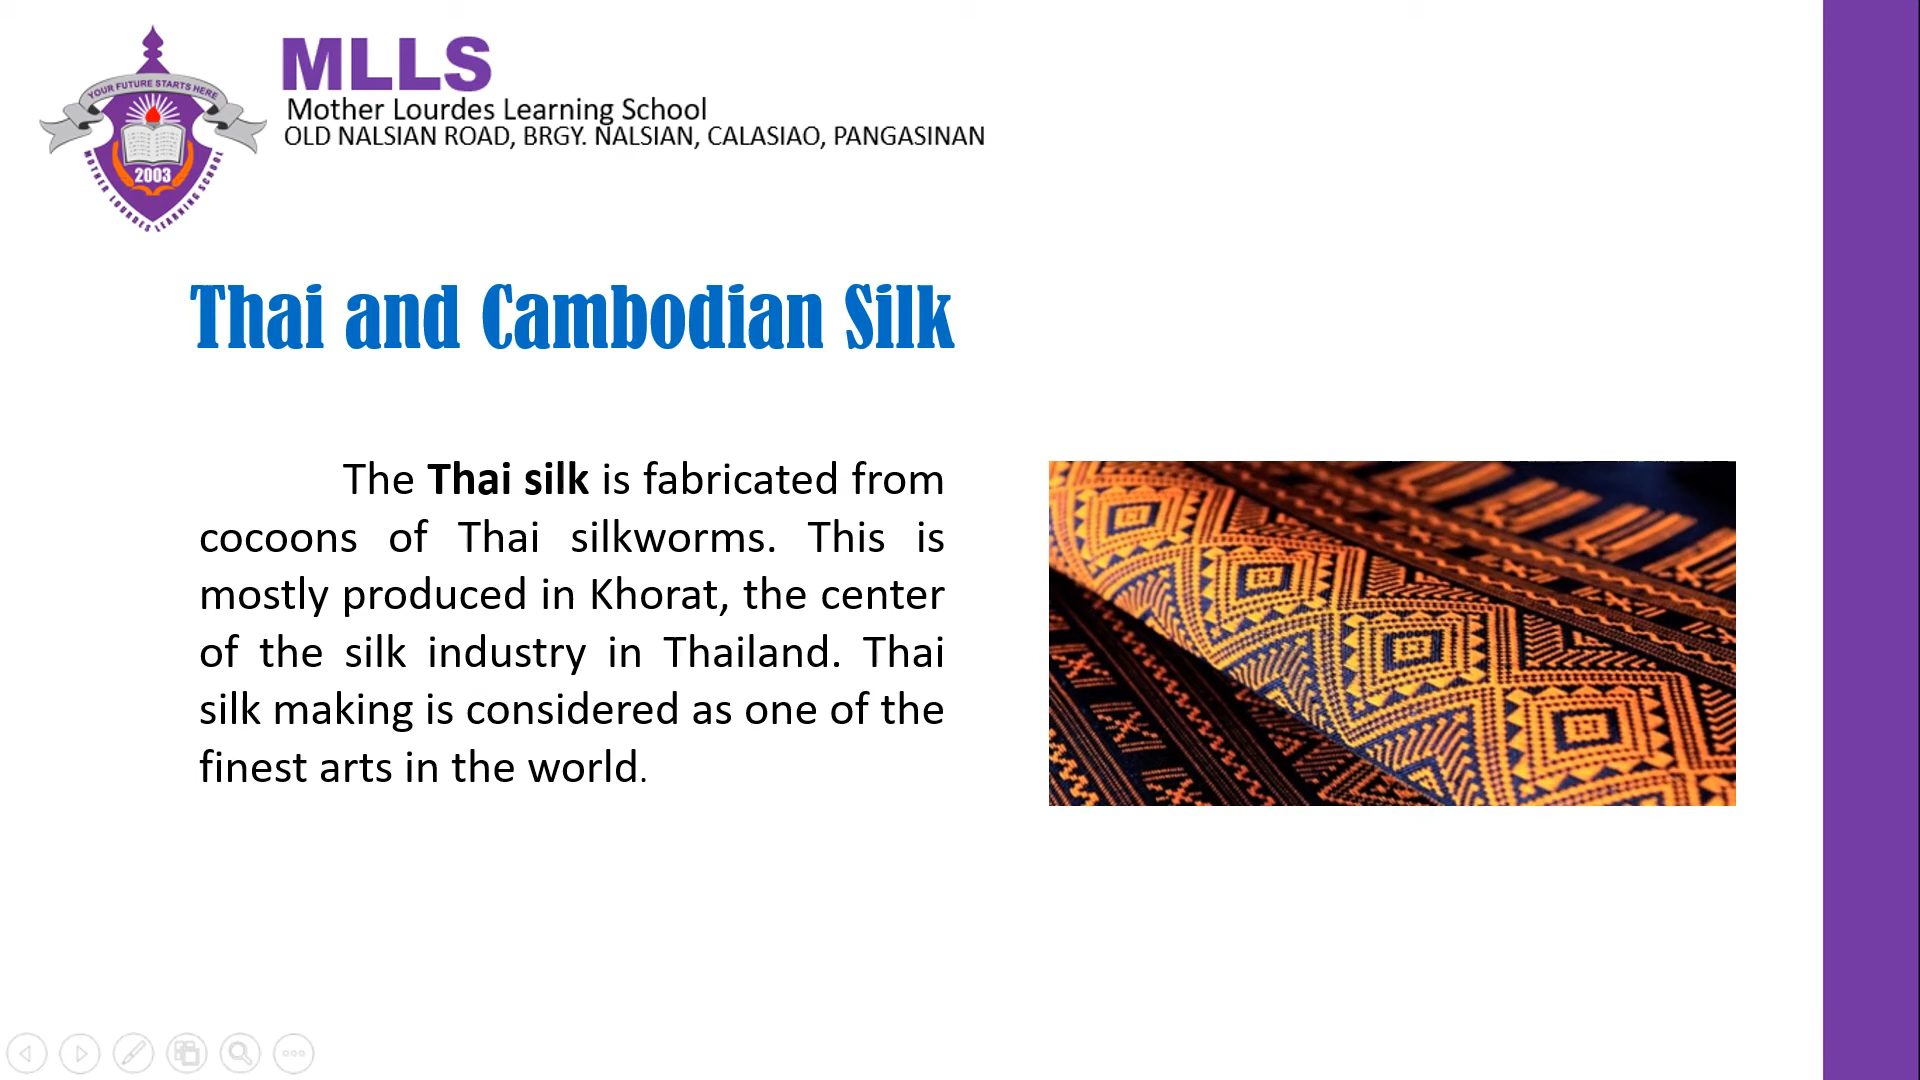 YOUR FUTURE STARTS HERE
2003
MOTHER LOURDES LEARNING SCHOOL
MLLS
Mother Lourdes Learning School
OLD NALSIAN ROAD, BRGY. NALSIAN, CALASIAO, PANGASINAN
Thai and Cambodian Silk
The Thai silk is fabricated from
cocoons of Thai silkworms. This is
mostly produced in Khorat, the center
of the silk industry in Thailand. Thai
silk making is considered as one of the
finest arts in the world.